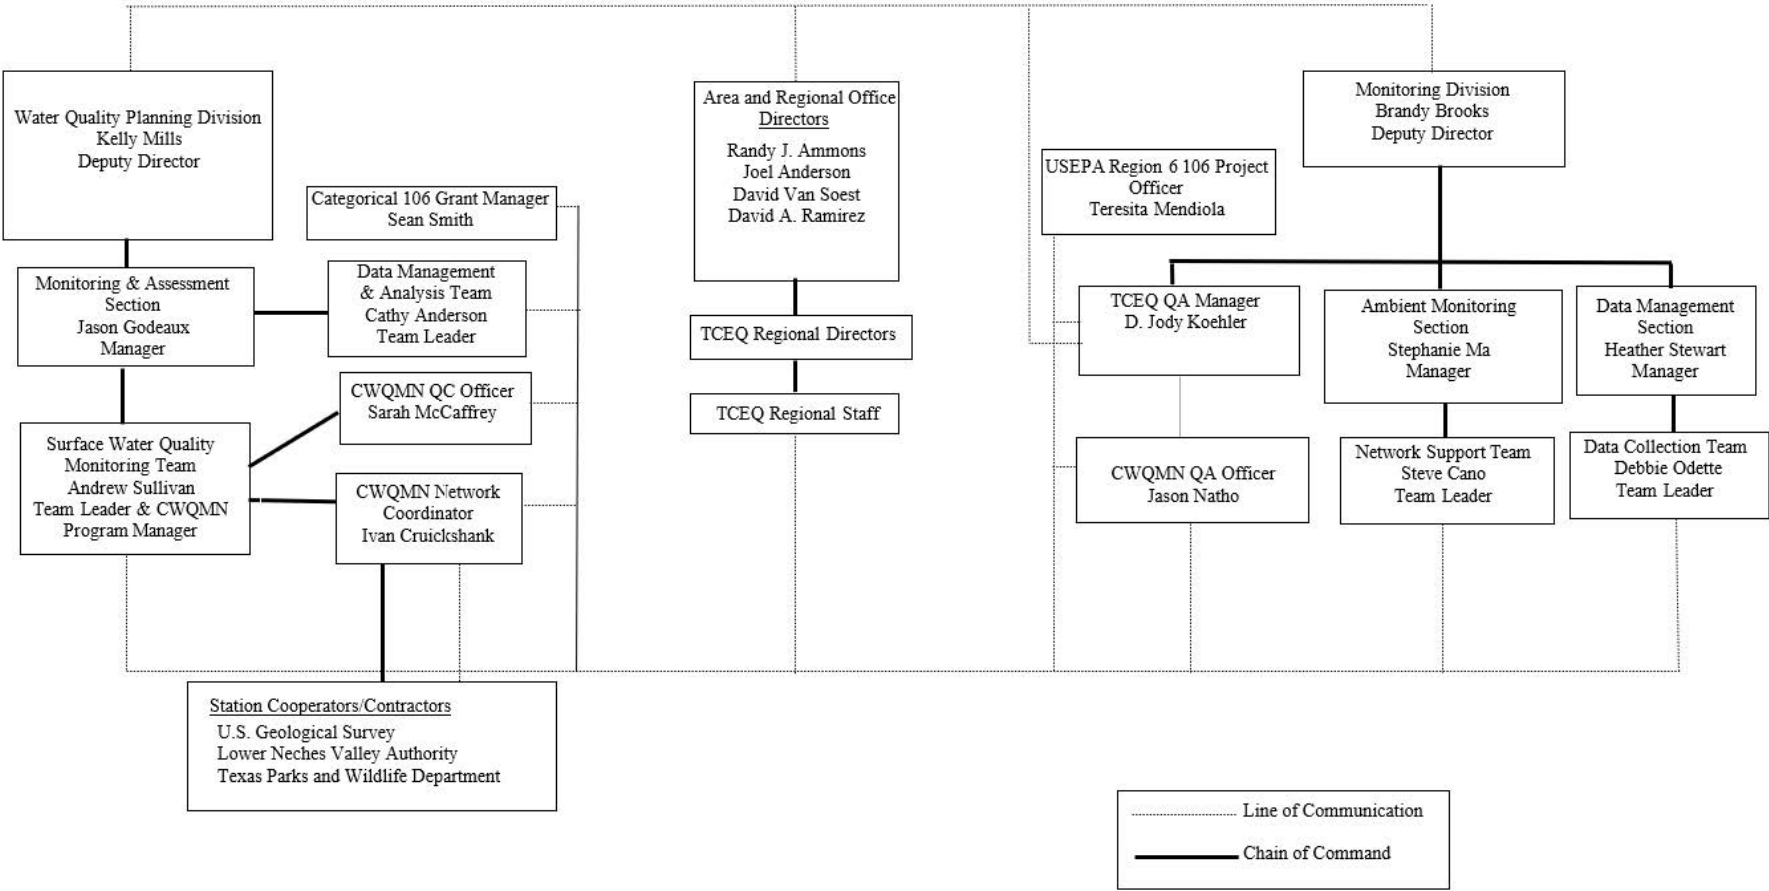 Water Quality Planning Division
Kelly Mills
Deputy Director
Categorical 106 Grant Manager
Sean Smith
Monitoring & Assessment
Section
Jason Godeaux
Manager
Data Management
& Analysis Team
Cathy Anderson
Team Leader
CWQMN QC Officer
Sarah McCaffrey
Surface Water Quality
Monitoring Team
Andrew Sullivan
Team Leader & CWQMN
Program Manager
CWQMN Network
Coordinator
Ivan Cruickshank
Station Cooperators/Contractors
U.S. Geological Survey
Lower Neches Valley Authority
Texas Parks and Wildlife Department
Area and Regional Office
Directors
Randy J. Ammons
Joel Anderson
David Van Soest
David A. Ramirez
TCEQ Regional Directors
TCEQ Regional Staff
Monitoring Division
Brandy Brooks
Deputy Director
USEPA Region 6 106 Project
Officer
Teresita Mendiola
TCEQ QA Manager
D. Jody Koehler
CWQMN QA Officer
Jason Natho
Ambient Monitoring
Section
Stephanie Ma
Manager
Network Support Team
Steve Cano
Team Leader
Data Management
Section
Heather Stewart
Manager
Data Collection Team
Debbie Odette
Team Leader
Line of Communication
Chain of Command